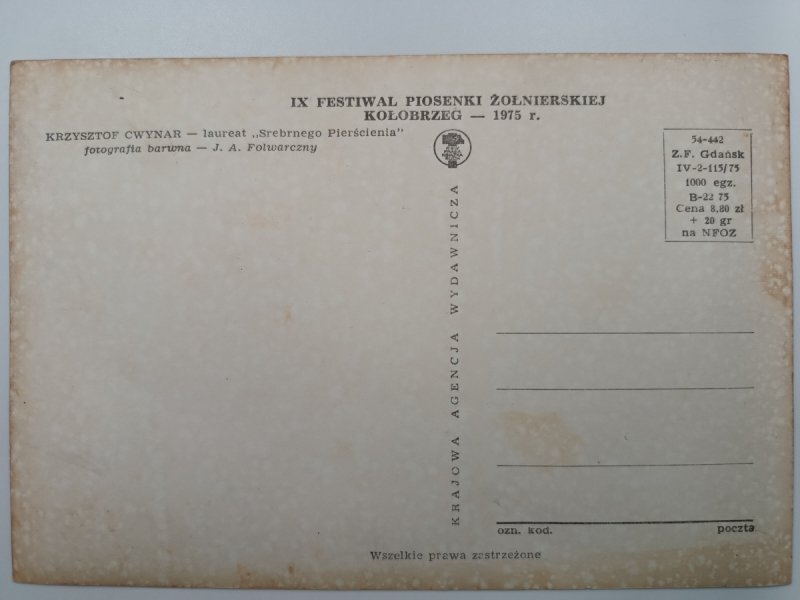 IX FESTIWAL PIOSENKI ŻOŁNIERSKIEJ
KOŁOBRZEG — 1975 r.
KRZYSZTOF CWYNAR — laureat „Srebrnego Pierścienia"
fotografia barwna — J. A. Folwarczny
54-442
Z.F. Gdańsk
IV-2-115/75
1000 egz.
B-22 75
Cena 8,80 zł
+ 20 gr
na NFOZ
KRAJOWA AGENCJA WYDAWNICZA
ozn. kod.
poczta
Wszelkie prawa zastrzeżone